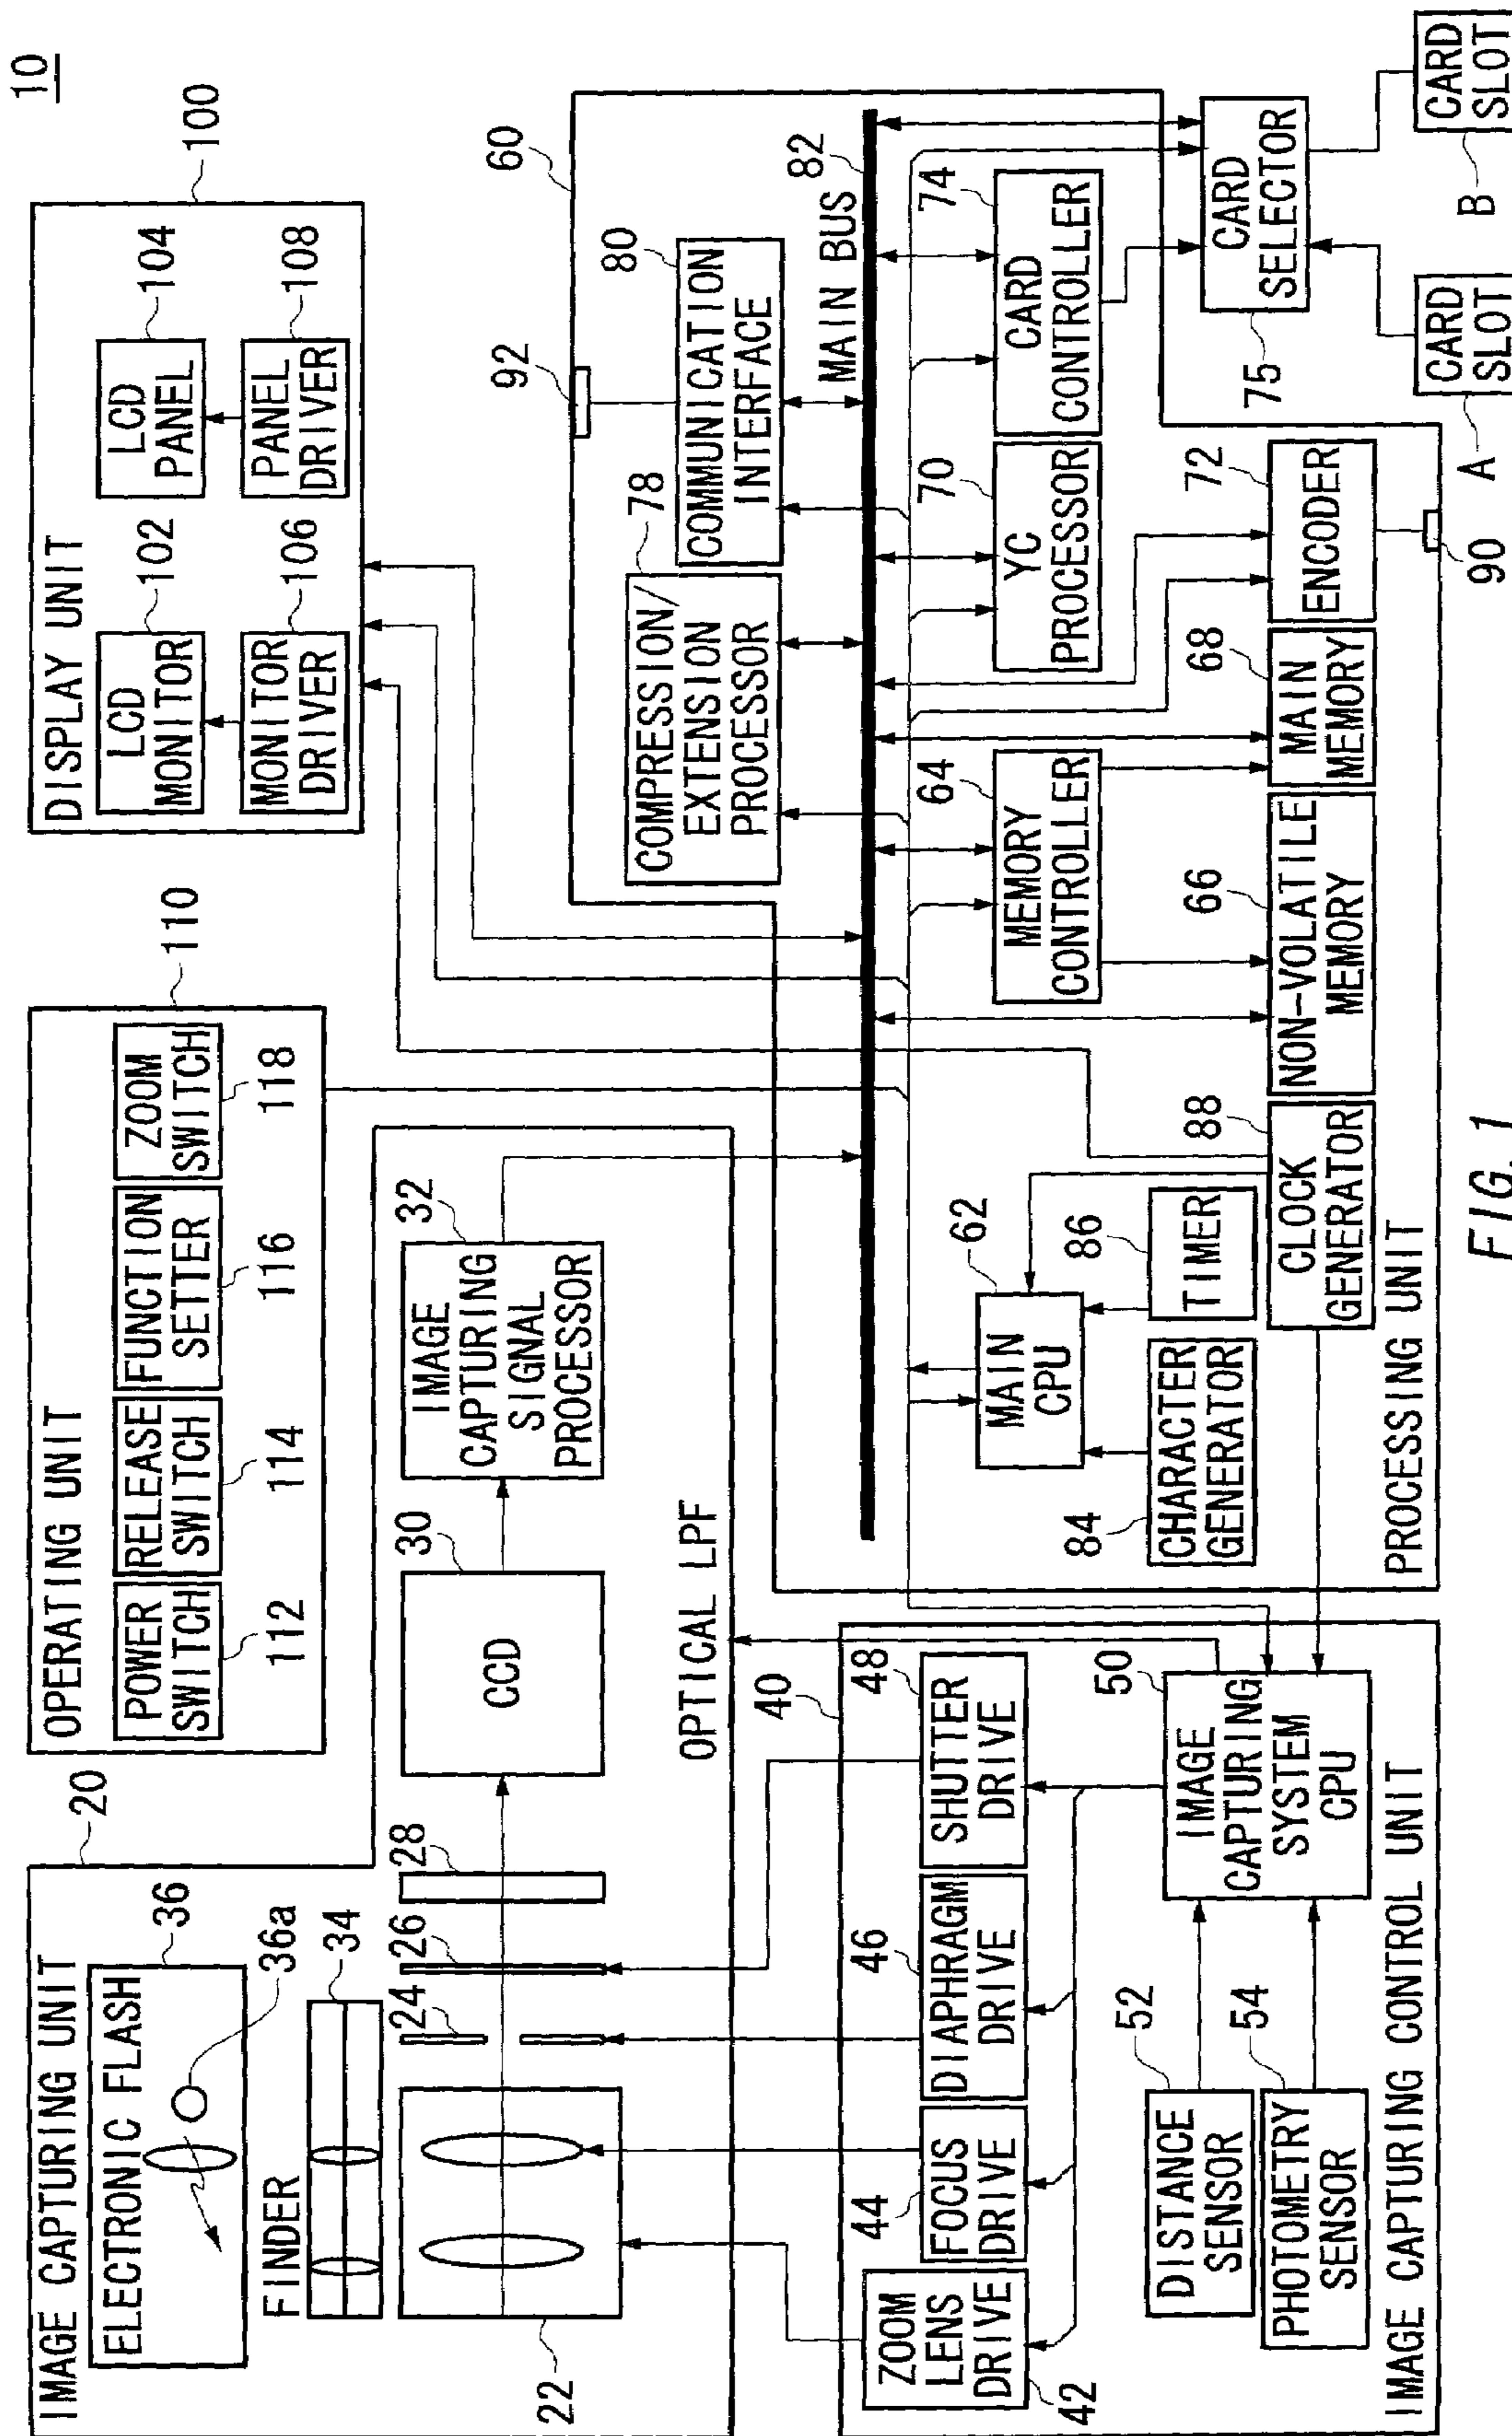 10
IMAGE CAPTURING UNIT
20
ELECTRONIC FLASH
36
36a
FINDER
34
22
24
26
28
CCD
30
IMAGE
CAPTURING
SIGNAL
PROCESSOR
32
OPTICAL LPF
OPERATING UNIT
110
POWER
SWITCH
112
RELEASE
SWITCH
114
FUNCTION
SETTER
116
ZOOM
SWITCH
118
DISPLAY UNIT
100
LCD
MONITOR
102
LCD
PANEL
104
MONITOR
DRIVER
106
PANEL
DRIVER
108
40
ZOOM
LENS
DRIVE
42
FOCUS
DRIVE
44
DIAPHRAGM
DRIVE
46
SHUTTER
DRIVE
48
IMAGE
CAPTURING
SYSTEM
CPU
50
DISTANCE
SENSOR
52
PHOTOMETRY
SENSOR
54
IMAGE CAPTURING CONTROL UNIT
60
COMPRESSION/
EXTENSION
PROCESSOR
78
COMMUNICATION
INTERFACE
80
92
MAIN BUS
82
MAIN
CPU
62
CHARACTER
GENERATOR
84
TIMER
86
CLOCK
GENERATOR
88
MEMORY
CONTROLLER
64
NON-VOLATILE
MEMORY
66
MAIN
MEMORY
68
YC
PROCESSOR
70
ENCODER
72
90
CARD
CONTROLLER
74
CARD
SELECTOR
75
CARD
SLOT
A
CARD
SLOT
B
PROCESSING UNIT
FIG. 1